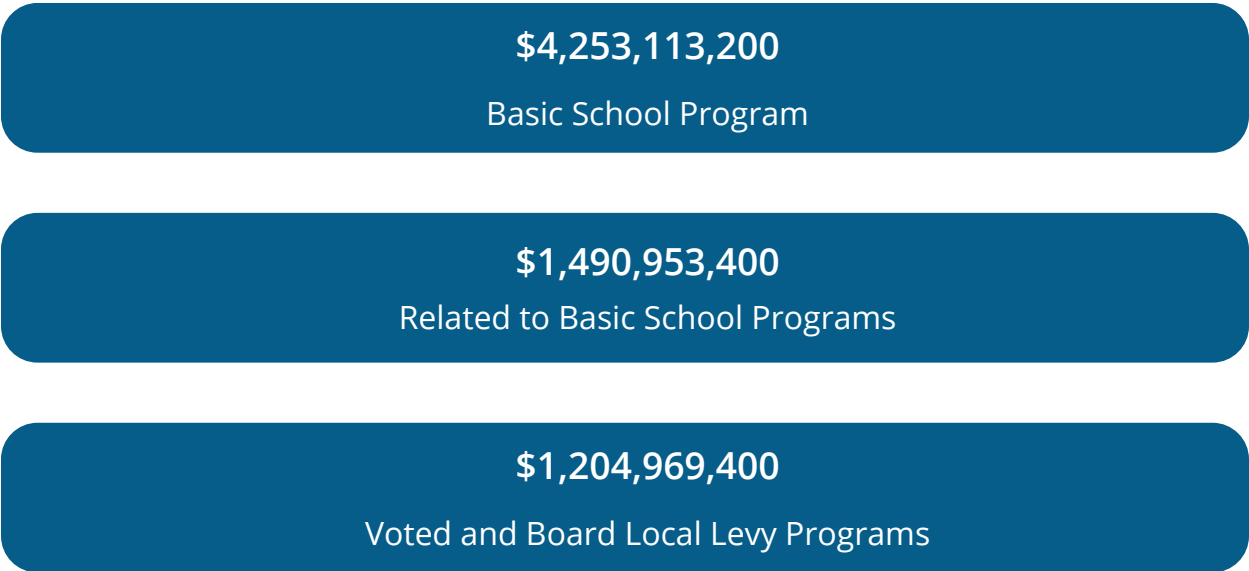 $4,253,113,200
Basic School Program
$1,490,953,400
Related to Basic School Programs
$1,204,969,400
Voted and Board Local Levy Programs